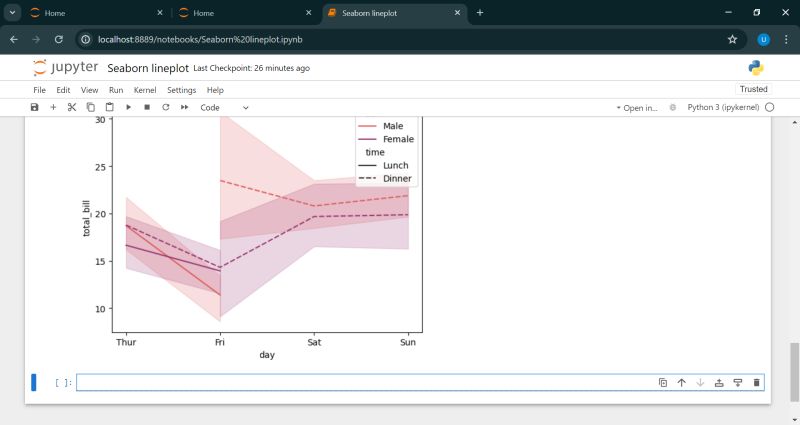 Home
Home
Seaborn lineplot
localhost:8889/notebooks/Seaborn%20lineplot.ipynb
U
jupyter Seaborn lineplot Last Checkpoint: 26 minutes ago
File Edit View Run Kernel Settings Help
Trusted
Code
Open in...
Python 3 (ipykernel)
Male
Female
time
Lunch
Dinner
30
25
20
15
10
total_bill
Thur Fri Sat Sun
day
[ ]: